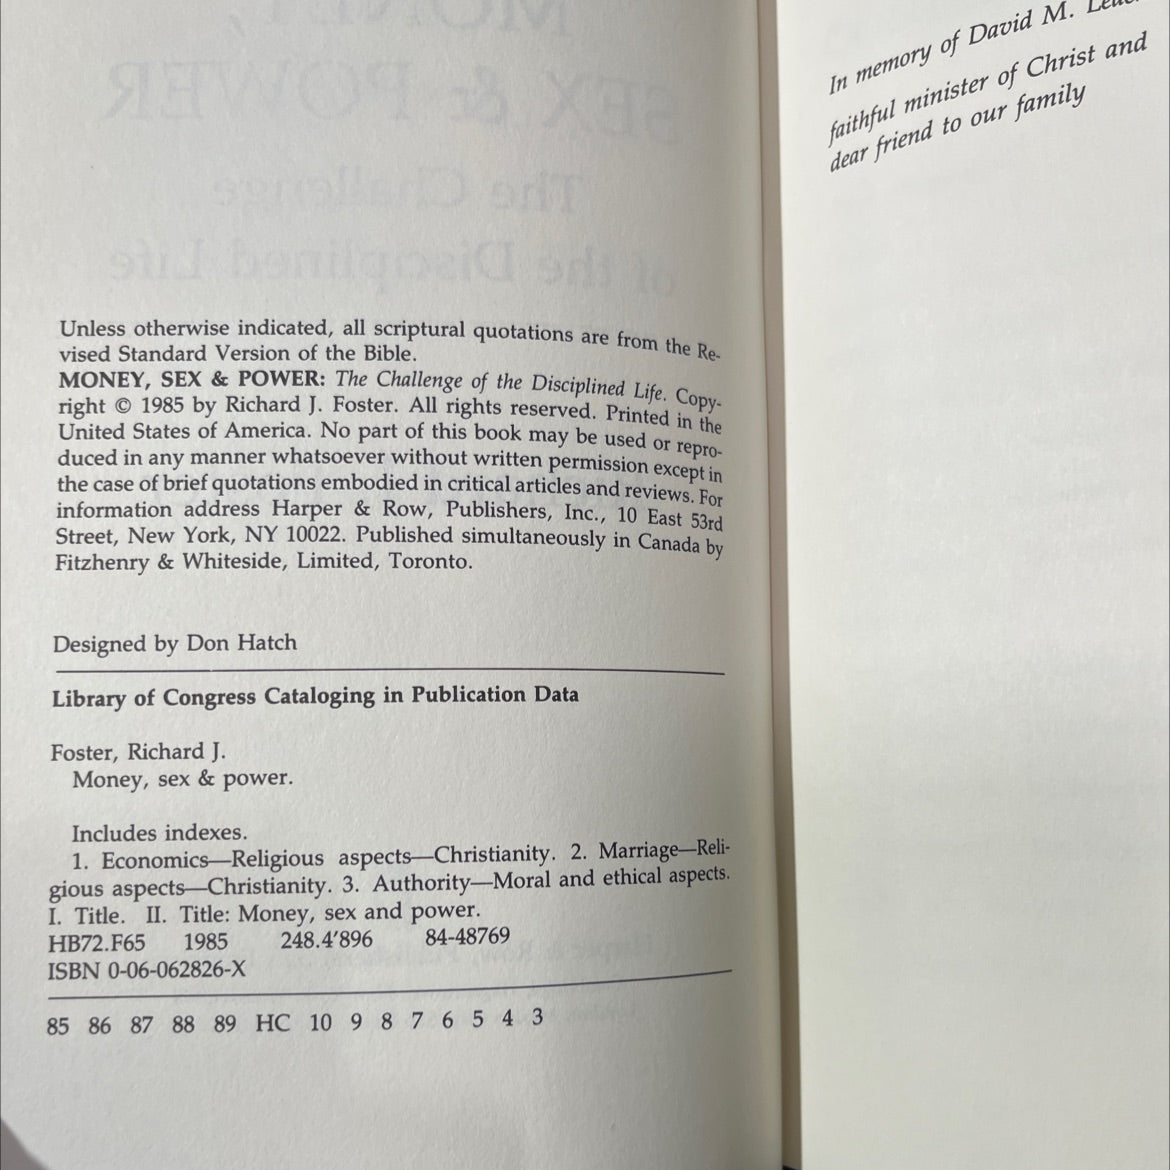 MONEY,
SEX & POWER
The Challenge
of the Disciplined Life
Unless otherwise indicated, all scriptural quotations are from the Re-
vised Standard Version of the Bible.
MONEY, SEX & POWER: The Challenge of the Disciplined Life. Copy-
right © 1985 by Richard J. Foster. All rights reserved. Printed in the
United States of America. No part of this book may be used or repro-
duced in any manner whatsoever without written permission except in
the case of brief quotations embodied in critical articles and reviews. For
information address Harper & Row, Publishers, Inc., 10 East 53rd
Street, New York, NY 10022. Published simultaneously in Canada by
Fitzhenry & Whiteside, Limited, Toronto.
Designed by Don Hatch
Library of Congress Cataloging in Publication Data
Foster, Richard J.
Money, sex & power.
Includes indexes.
1. Economics—Religious aspects—Christianity. 2. Marriage—Reli-
gious aspects—Christianity. 3. Authority—Moral and ethical aspects.
I. Title. II. Title: Money, sex and power.
HB72.F65 1985 248.4'896 84-48769
ISBN 0-06-062826-X
85 86 87 88 89 HC 10 9 8 7 6 5 4 3
In memory of David M.
faithful minister of Christ and
dear friend to our family